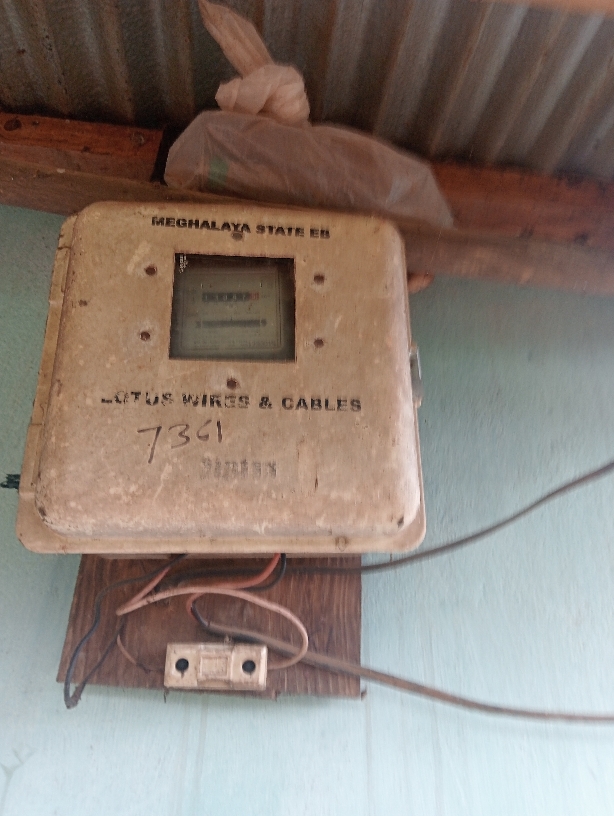 MEGHALAYA STATE EB
LOTUS WIRES & CABLES
7361